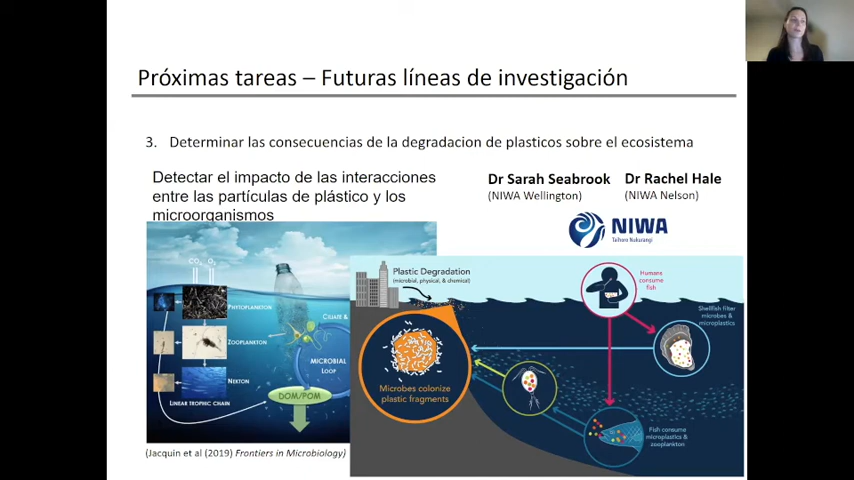 Próximas tareas – Futuras líneas de investigación
3. Determinar las consecuencias de la degradacion de plasticos sobre el ecosistema
Detectar el impacto de las interacciones
entre las partículas de plástico y los
microorganismos
Dr Sarah Seabrook
(NIWA Wellington)
Dr Rachel Hale
(NIWA Nelson)
NIWA
Taihoro Nukurangi
CO₂ O₂
PHYTOPLANKTON
ZOOPLANKTON
NEKTON
LINEAR TROPHIC CHAIN
CILIATE &
MICROBIAL
LOOP
DOM/POM
Plastic Degradation
(microbial, physical, & chemical)
Microbes colonize
plastic fragments
Humans
consume
fish
Shellfish filter
microbes &
microplastics
Fish consume
microplastics &
zooplankton
(Jacquin et al (2019) Frontiers in Microbiology)